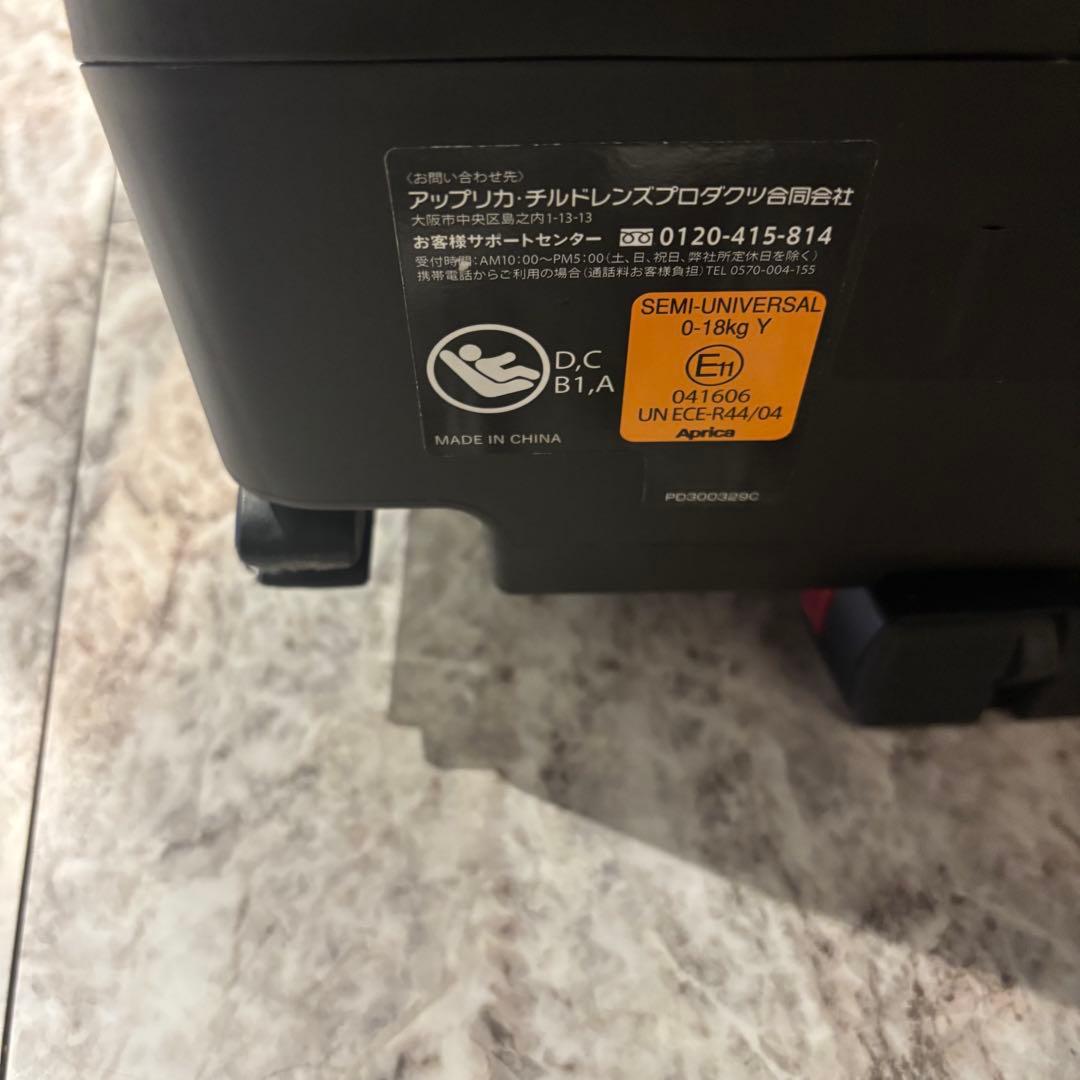 〈お問い合わせ先〉
アップリカ・チルドレンズプロダクツ合同会社
大阪市中央区島之内1-13-13
お客様サポートセンター 0120-415-814
受付時間:AM10:00〜PM5:00(土、日、祝日、弊社所定休日を除く)
携帯電話からご利用の場合(通話料お客様負担)TEL 0570-004-155
D,C
B1,A
MADE IN CHINA
SEMI-UNIVERSAL
0-18kg Y
E11
041606
UN ECE-R44/04
Aprica
PD300329C